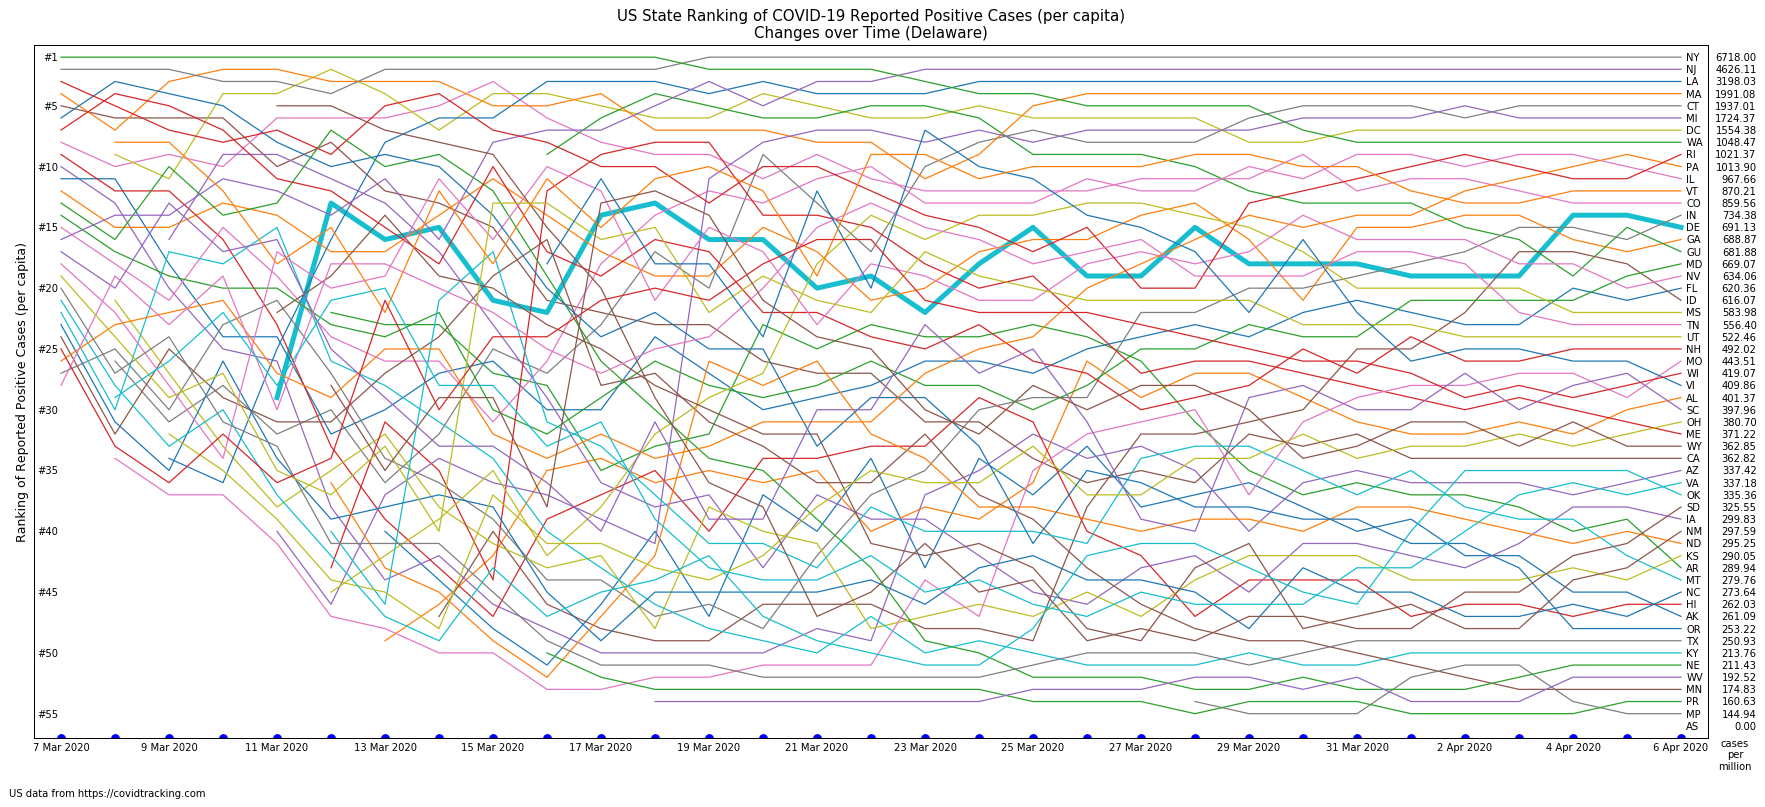 US State Ranking of COVID-19 Reported Positive Cases (per capita)
Changes over Time (Delaware)
Ranking of Reported Positive Cases (per capita)
#1
#5
#10
#15
#20
#25
#30
#35
#40
#45
#50
#55
NY 6718.00
NJ 4626.11
LA 3198.03
MA 1991.08
CT 1937.01
MI 1724.37
DC 1554.38
WA 1048.47
RI 1021.37
PA 1013.90
IL 967.66
VT 870.21
CO 859.56
IN 734.38
DE 691.13
GA 688.87
GU 681.88
MD 669.07
NV 634.06
FL 620.36
ID 616.07
MS 583.98
TN 556.40
UT 522.46
NH 492.02
MO 443.51
WI 419.07
VI 409.86
AL 401.37
SC 397.96
OH 380.70
ME 371.22
WY 362.85
CA 362.82
AZ 337.42
VA 337.18
OK 335.36
SD 325.55
IA 299.83
NM 297.59
ND 295.25
KS 290.05
AR 289.94
MT 279.76
NC 273.64
HI 262.03
AK 261.09
OR 253.22
TX 250.93
KY 213.76
NE 211.43
WV 192.52
MN 174.83
PR 160.63
MP 144.94
AS 0.00
7 Mar 2020 9 Mar 2020 11 Mar 2020 13 Mar 2020 15 Mar 2020 17 Mar 2020 19 Mar 2020 21 Mar 2020 23 Mar 2020 25 Mar 2020 27 Mar 2020 29 Mar 2020 31 Mar 2020 2 Apr 2020 4 Apr 2020 6 Apr 2020
cases
per
million
US data from https://covidtracking.com